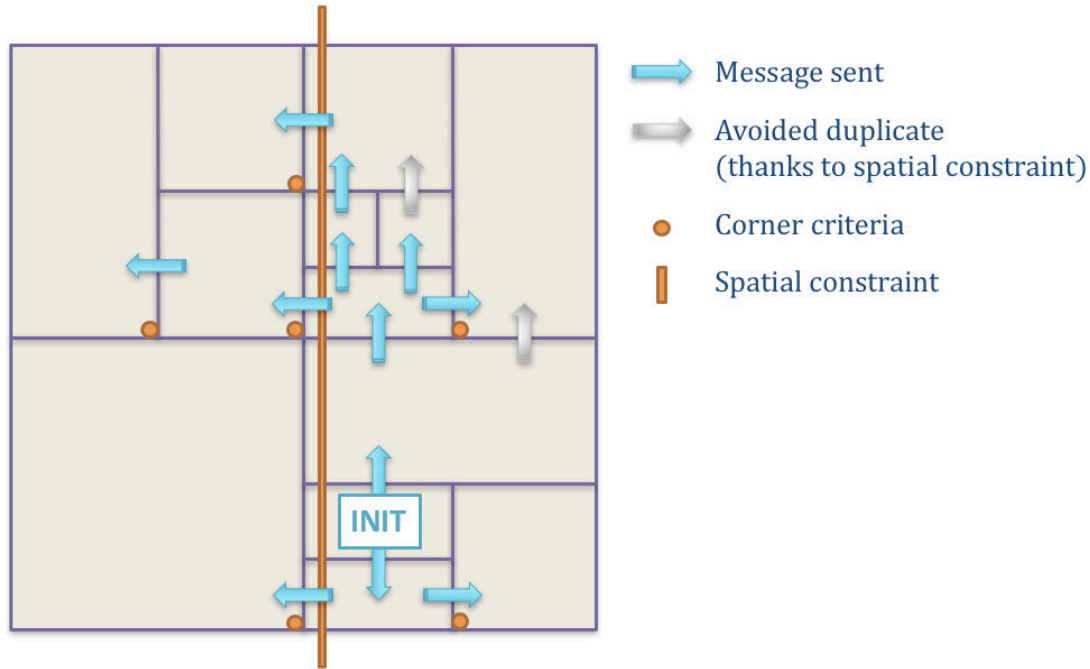 Message sent
Avoided duplicate
(thanks to spatial constraint)
Corner criteria
Spatial constraint
INIT